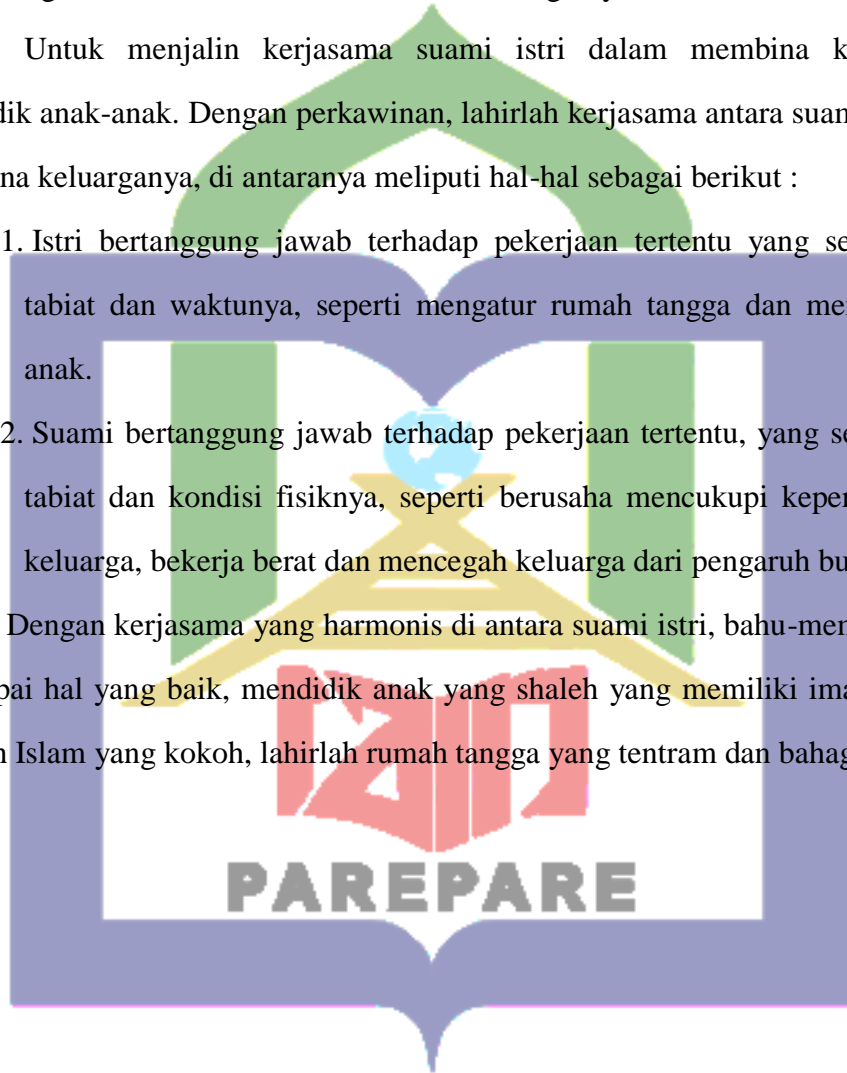 Untuk menjalin kerjasama suami istri dalam membina k
dik anak-anak. Dengan perkawinan, lahirlah kerjasama antara suam
na keluarganya, di antaranya meliputi hal-hal sebagai berikut :
1. Istri bertanggung jawab terhadap pekerjaan tertentu yang se
tabiat dan waktunya, seperti mengatur rumah tangga dan me
anak.
2. Suami bertanggung jawab terhadap pekerjaan tertentu, yang se
tabiat dan kondisi fisiknya, seperti berusaha mencukupi keper
keluarga, bekerja berat dan mencegah keluarga dari pengaruh bu
Dengan kerjasama yang harmonis di antara suami istri, bahu-mem
pai hal yang baik, mendidik anak yang shaleh yang memiliki ima
n Islam yang kokoh, lahirlah rumah tangga yang tentram dan bahag
iain
PAREPARE